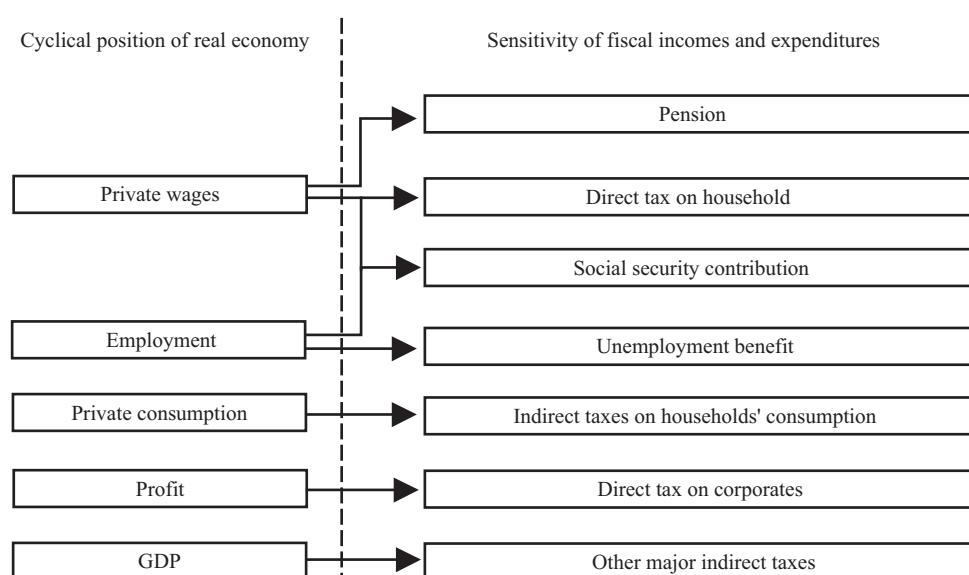 Cyclical position of real economy
Sensitivity of fiscal incomes and expenditures
Pension
Private wages
Direct tax on household
Social security contribution
Employment
Unemployment benefit
Private consumption
Indirect taxes on households' consumption
Profit
Direct tax on corporates
GDP
Other major indirect taxes